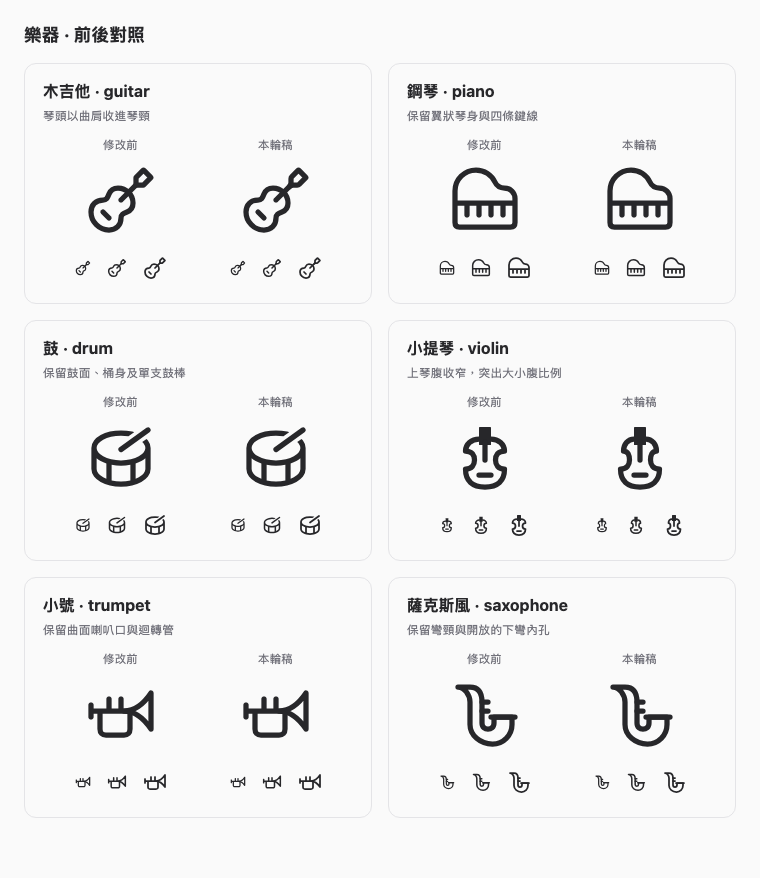 樂器 · 前後對照
木吉他 · guitar
琴頭以曲肩收進琴頸
修改前
本輪稿
鋼琴 · piano
保留翼狀琴身與四條鍵線
修改前
本輪稿
鼓 · drum
保留鼓面、桶身及單支鼓棒
修改前
本輪稿
小提琴 · violin
上琴腹收窄，突出大小腹比例
修改前
本輪稿
小號 · trumpet
保留曲面喇叭口與迴轉管
修改前
本輪稿
薩克斯風 · saxophone
保留彎頸與開放的下彎內孔
修改前
本輪稿